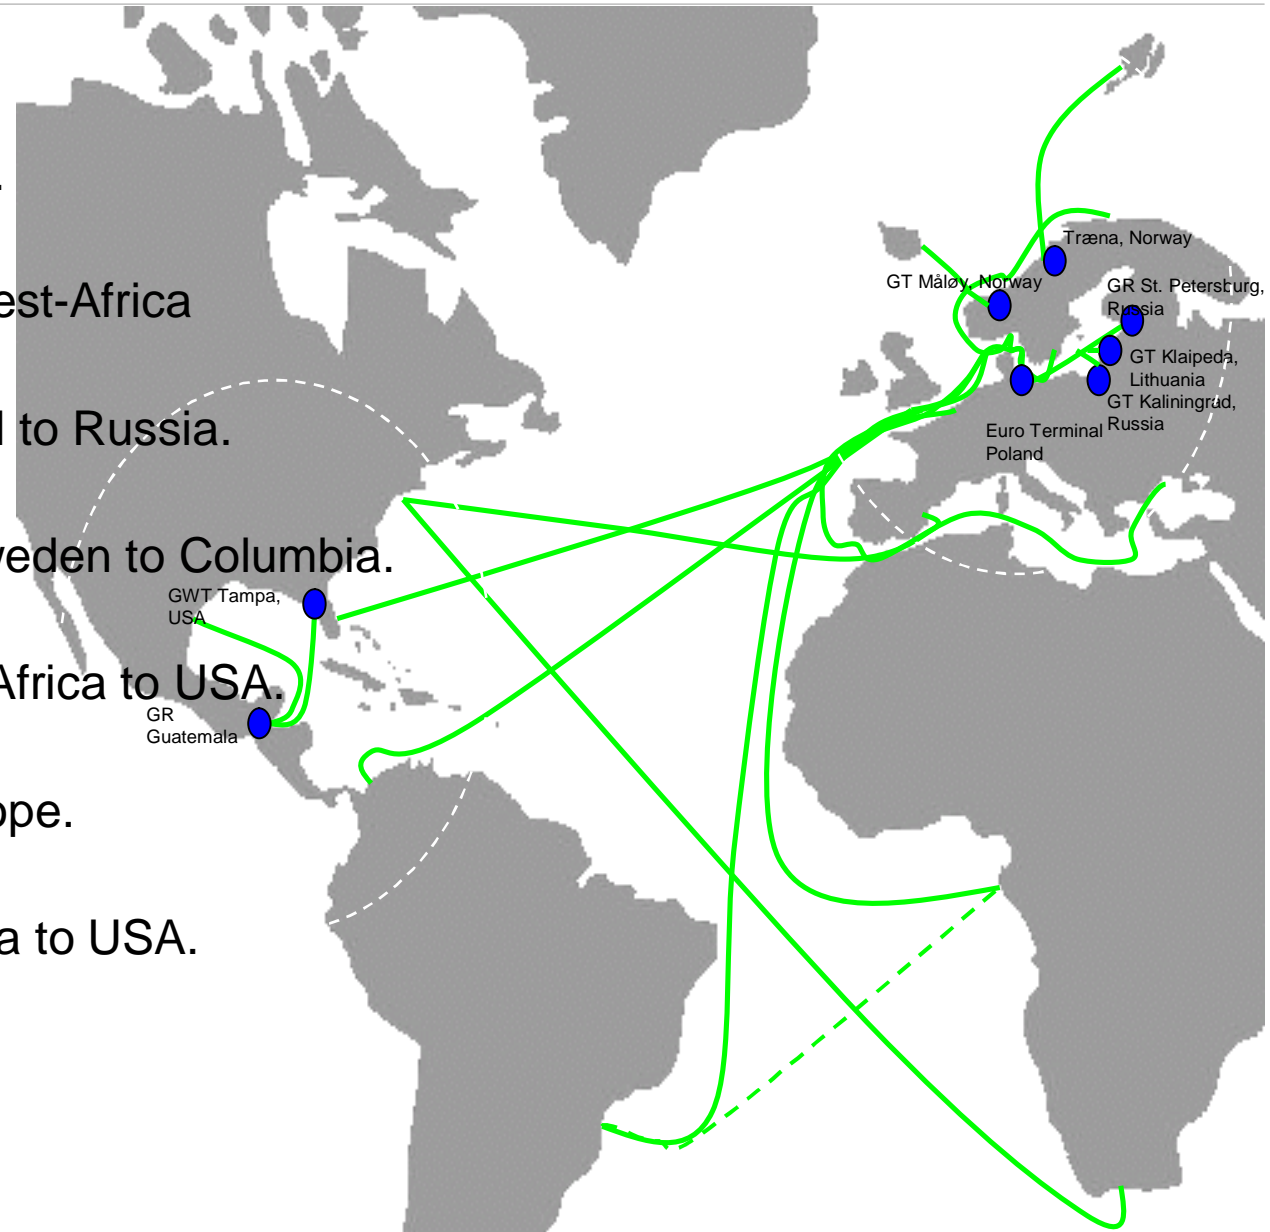 .
est-Africa
l to Russia.
weden to Columbia.
Africa to USA.
ope.
a to USA.
Træna, Norway
GT Måløy, Norway
GR St. Petersburg,
Russia
GT Klaipeda,
Lithuania
GT Kaliningrad,
Russia
Euro Terminal
Poland
GWT Tampa,
USA
GR
Guatemala